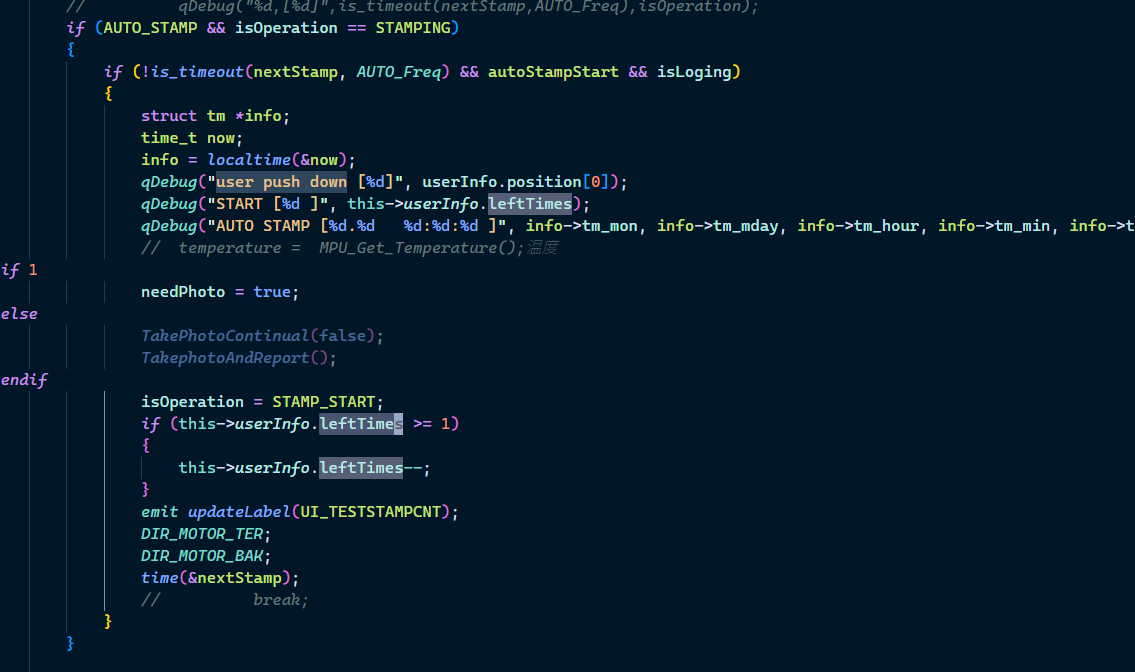 //          qDebug("%d,[%d]",is_timeout(nextStamp,AUTO_Freq),isOperation);
if (AUTO_STAMP && isOperation == STAMPING)
{
if (!is_timeout(nextStamp, AUTO_Freq) && autoStampStart && isLoging)
{
struct tm *info;
time_t now;
info = localtime(&now);
qDebug("user push down [%d]", userInfo.position[0]);
qDebug("START [%d ]", this->userInfo.leftTimes);
qDebug("AUTO STAMP [%d.%d   %d:%d:%d ]", info->tm_mon, info->tm_mday, info->tm_hour, info->tm_min, info->t
//  temperature =  MPU_Get_Temperature();温度
if 1
needPhoto = true;
else
TakePhotoContinual(false);
TakephotoAndReport();
endif
isOperation = STAMP_START;
if (this->userInfo.leftTimes >= 1)
{
this->userInfo.leftTimes--;
}
emit updateLabel(UI_TESTSTAMPCNT);
DIR_MOTOR_TER;
DIR_MOTOR_BAK;
time(&nextStamp);
//          break;
}
}